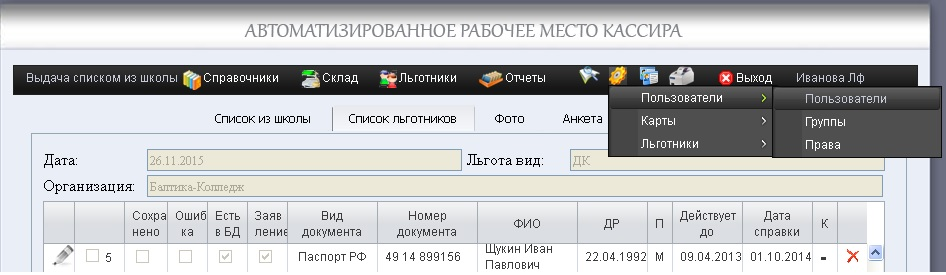 АВТОМАТИЗИРОВАННОЕ РАБОЧЕЕ МЕСТО КАССИРА
Выдача списком из школы Справочники Склад Льготники Отчеты Выход Иванова Лф
Пользователи Пользователи
Карты Группы
Льготники Права
Список из школы Список льготников Фото Анкета
Дата: 26.11.2015 Льгота вид: ДК
Организация: Балтика-Колледж
Сохра Ошиб Есть Заяв Вид Номер ФИО ДР П Действует Дата К
нено ка в БД ление документа документа до справки
5 Паспорт РФ 49 14 899156 Щукин Иван 22.04.1992 М 09.04.2013 01.10.2014 -
Павлович